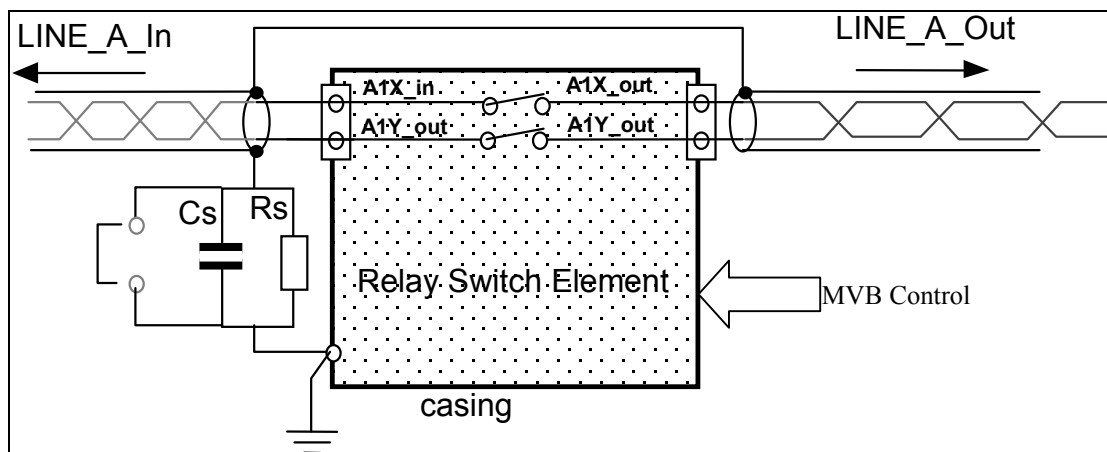 LINE_A_In
LINE_A_Out
A1X_in
A1X_out
A1Y_out
A1Y_out
Cs
Rs
Relay Switch Element
MVB Control
casing